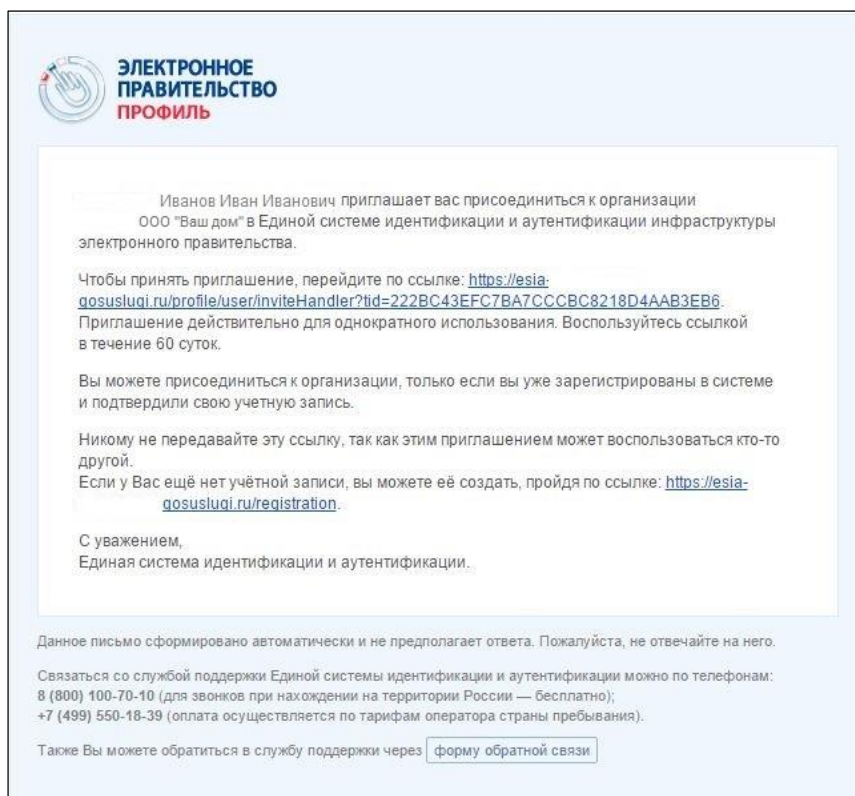 ЭЛЕКТРОННОЕ
ПРАВИТЕЛЬСТВО
ПРОФИЛЬ
Иванов Иван Иванович приглашает вас присоединиться к организации
ООО "Ваш дом" в Единой системе идентификации и аутентификации инфраструктуры
электронного правительства.
Чтобы принять приглашение, перейдите по ссылке: https://esia-
gosuslugi.ru/profile/user/inviteHandler?tid=222BC43EFC7BA7CCCBC8218D4AAB3EB6.
Приглашение действительно для однократного использования. Воспользуйтесь ссылкой
в течение 60 суток.
Вы можете присоединиться к организации, только если вы уже зарегистрированы в системе
и подтвердили свою учетную запись.
Никому не передавайте эту ссылку, так как этим приглашением может воспользоваться кто-то
другой.
Если у Вас ещё нет учётной записи, вы можете её создать, пройдя по ссылке: https://esia-
gosuslugi.ru/registration.
С уважением,
Единая система идентификации и аутентификации.
Данное письмо сформировано автоматически и не предполагает ответа. Пожалуйста, не отвечайте на него.
Связаться со службой поддержки Единой системы идентификации и аутентификации можно по телефонам:
8 (800) 100-70-10 (для звонков при нахождении на территории России — бесплатно);
+7 (499) 550-18-39 (оплата осуществляется по тарифам оператора страны пребывания).
Также Вы можете обратиться в службу поддержки через форму обратной связи